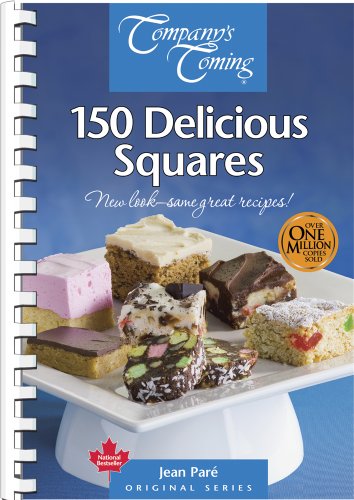 Company's
Coming®
150 Delicious
Squares
New look—same great recipes!
OVER
ONE
MILLION
COPIES
SOLD
National
Bestseller
Jean Paré
ORIGINAL SERIES